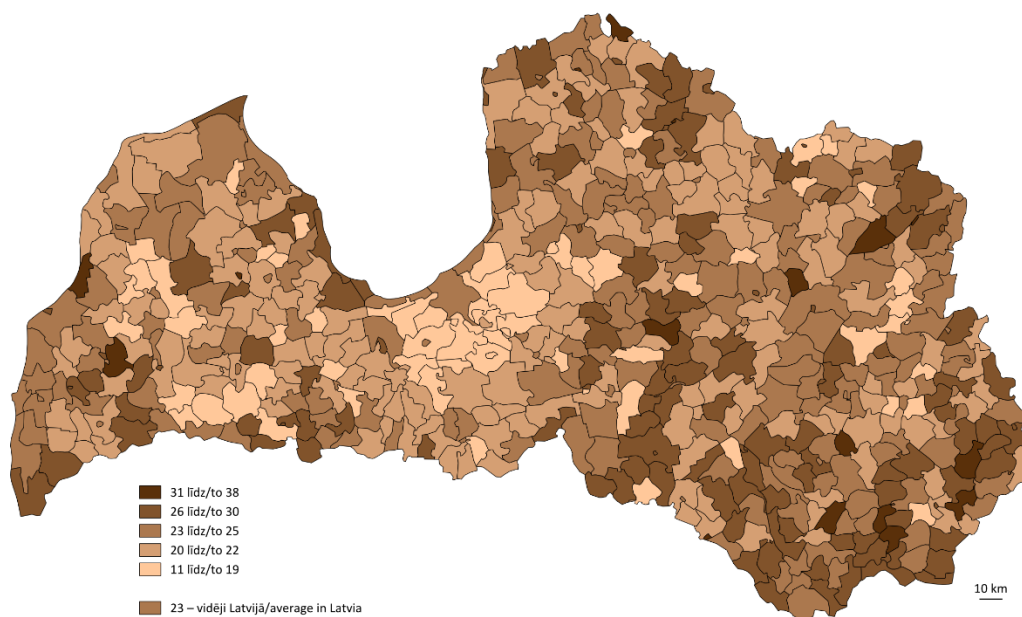 31 līdz/to 38
26 līdz/to 30
23 līdz/to 25
20 līdz/to 22
11 līdz/to 19
23 – vidēji Latvijā/average in Latvia
10 km